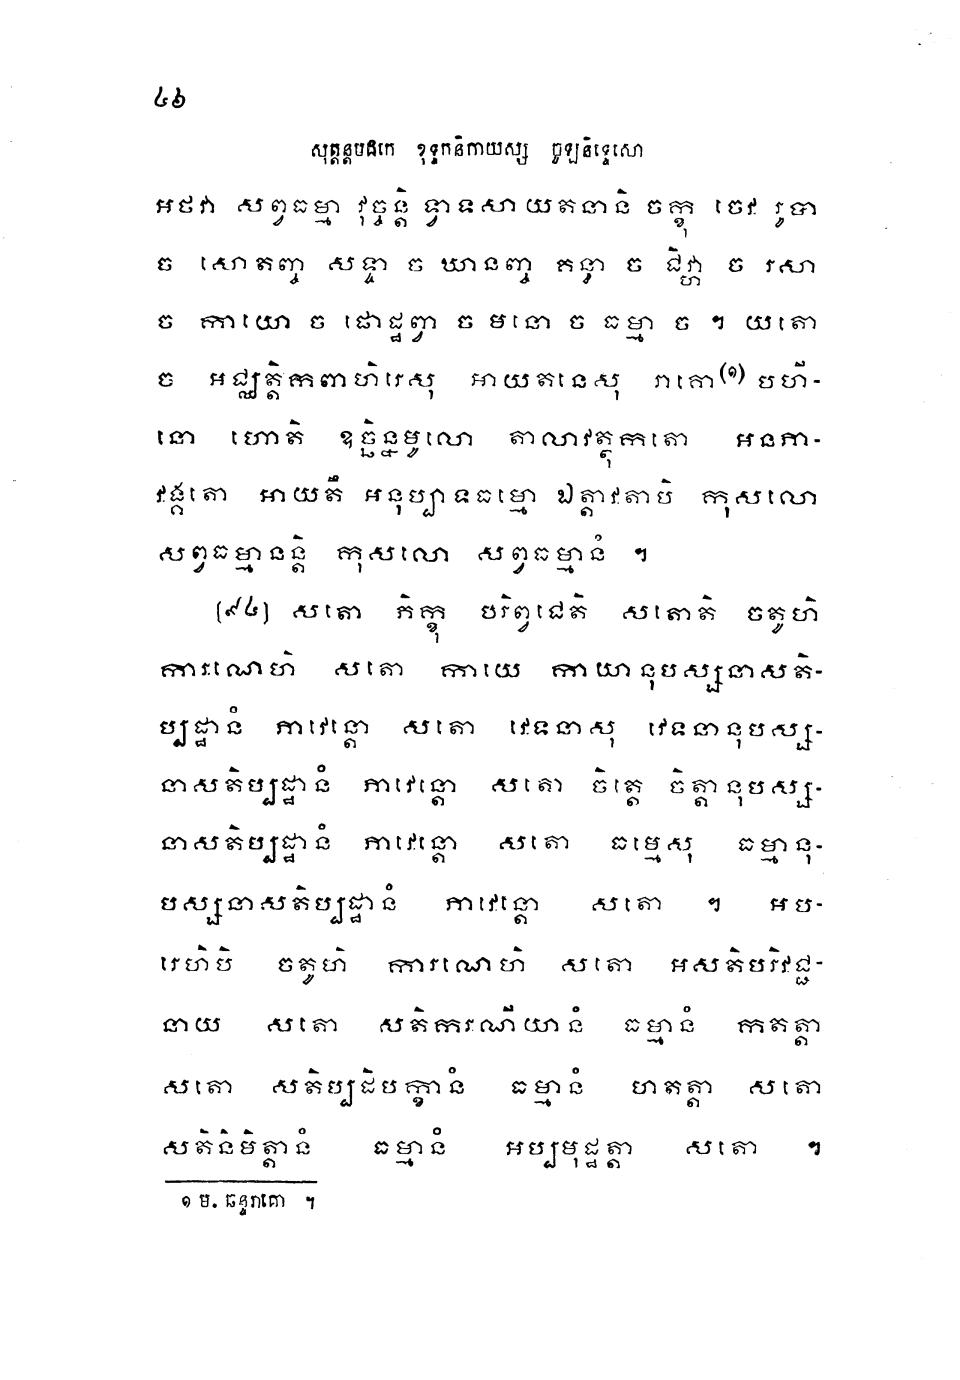 ៤៦
សុត្តន្តបិដកេ ខុទ្ទកនិកាយស្ស ចូឡនិទ្ទេសោ
អថវា សព្វធម្មា វុច្ចន្តិ ទ្វាទសាយតនានិ ចក្ខុ ចេវ រូបា
ច សោតញ្ច សទ្ទា ច ឃានញ្ច គន្ធា ច ជិវ្ហា ច រសា
ច កាយោ ច ផោដ្ឋព្វា ច មនោ ច ធម្មា ច ។ យតោ
ច អជ្ឈត្តិកពាហិរេសុ អាយតនេសុ រាគោ(១) បហី-
នោ ហោតិ ឧច្ឆិន្នមូលោ តាលាវត្ថុកតោ អនភា-
វង្គតោ អាយតឹ អនុប្បាទធម្មោ ឯត្តាវតាបិ កុសលោ
សព្វធម្មានន្តិ កុសលោ សព្វធម្មានំ ។
[៩៤] សតោ ភិក្ខុ បរិព្វជេតិ សតោតិ ចតូហិ
ការណេហិ សតោ កាយេ កាយានុបស្សនាសតិ-
ប្បដ្ឋានំ ភាវេន្តោ សតោ វេទនាសុ វេទនានុបស្ស-
នាសតិប្បដ្ឋានំ ភាវេន្តោ សតោ ចិត្តេ ចិត្តានុបស្ស-
នាសតិប្បដ្ឋានំ ភាវេន្តោ សតោ ធម្មេសុ ធម្មានុ-
បស្សនាសតិប្បដ្ឋានំ ភាវេន្តោ សតោ ។ អប-
រេហិបិ ចតូហិ ការណេហិ សតោ អសតិបរិវជ្ជ-
នាយ សតោ សតិករណីយានំ ធម្មានំ កតត្តា
សតោ សតិប្បដិបក្ខានំ ធម្មានំ ហតត្តា សតោ
សតិនិមិត្តានំ ធម្មានំ អប្បមុដ្ឋត្តា សតោ ។
១ ម. ឆន្ទរាគោ ។